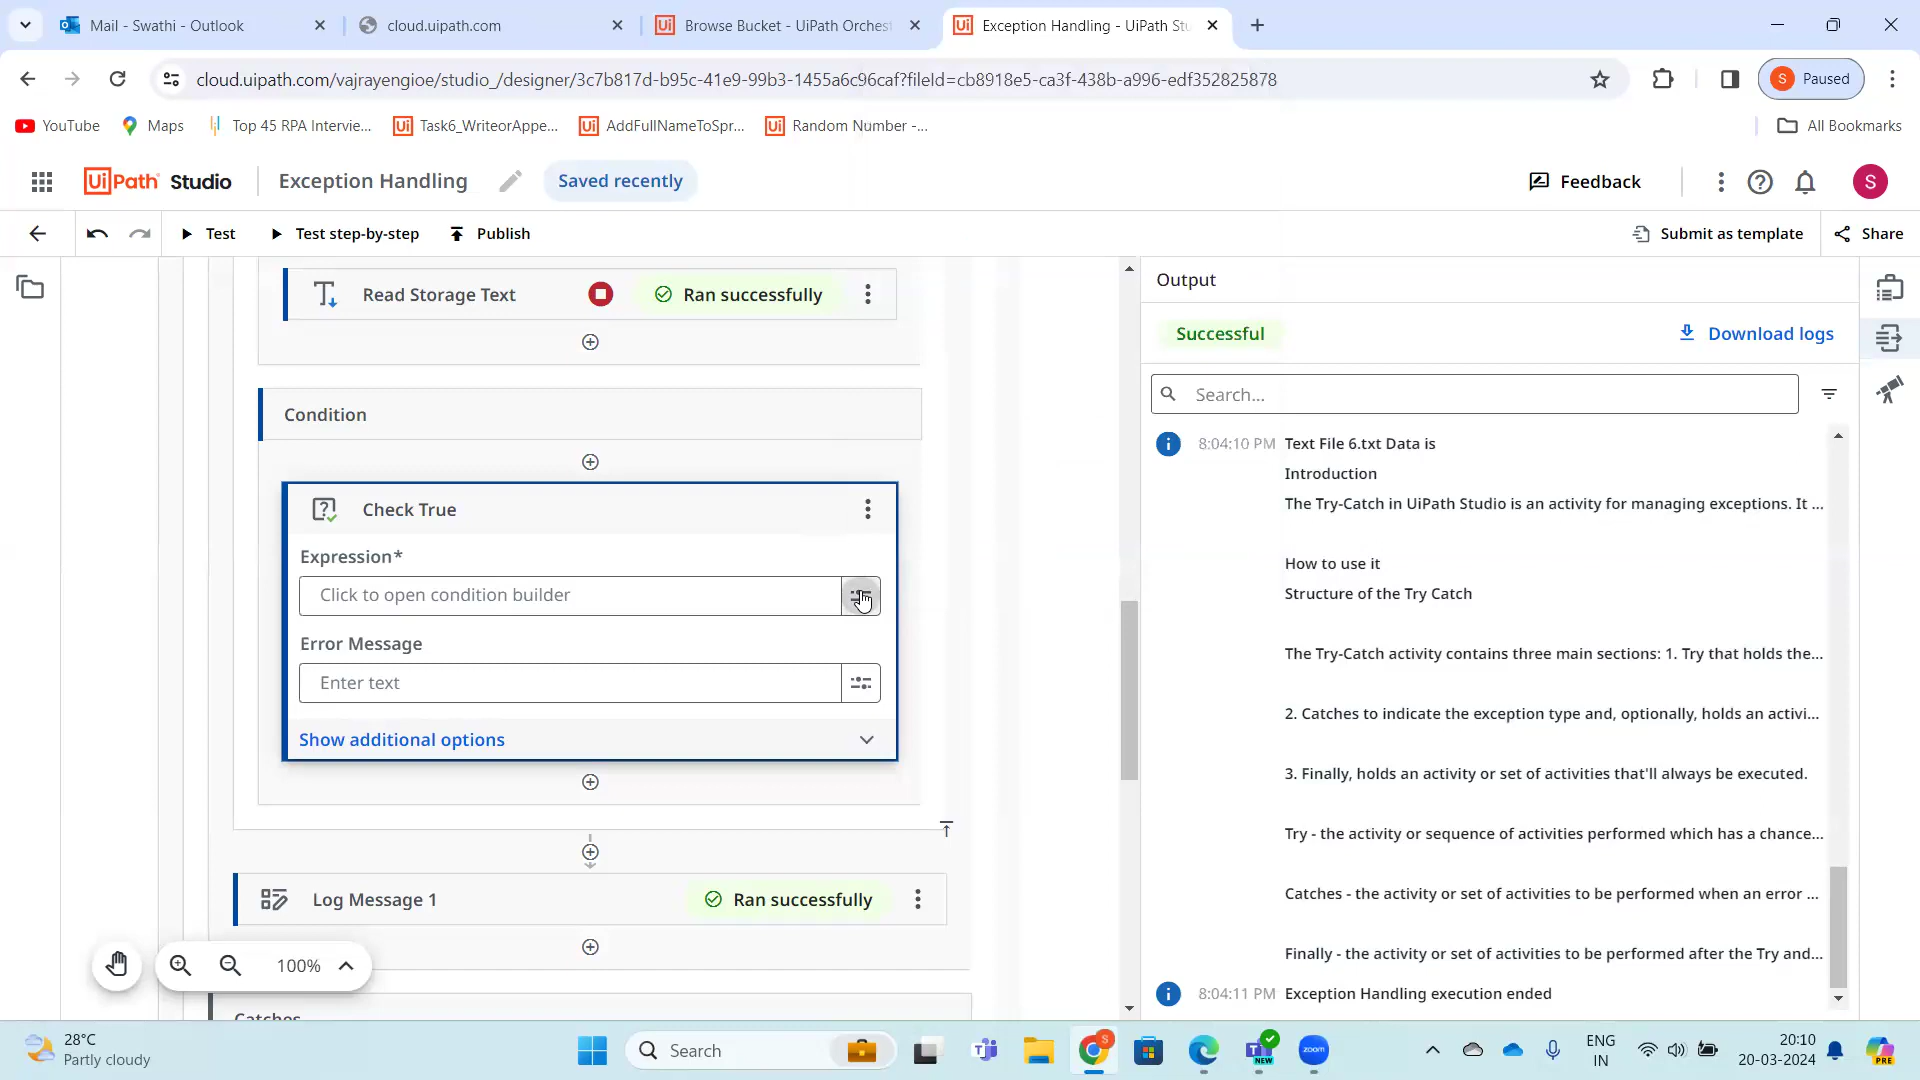 Mail - Swathi - Outlook
cloud.uipath.com
Browse Bucket - UiPath Orchest
Exception Handling - UiPath Stu
cloud.uipath.com/vajrayengioe/studio_/designer/3c7b817d-b95c-41e9-99b3-1455a6c96caf?fileId=cb8918e5-ca3f-438b-a996-edf352825878
S Paused
YouTube
Maps
Top 45 RPA Intervie...
Task6_WriteorAppe...
AddFullNameToSpr...
Random Number -...
All Bookmarks
UiPath Studio
Exception Handling
Saved recently
Feedback
S
Test
Test step-by-step
Publish
Submit as template
Share
Read Storage Text
Ran successfully
Condition
Check True
Expression*
Click to open condition builder
Error Message
Enter text
Show additional options
Log Message 1
Ran successfully
100%
Catches
Output
Successful
Download logs
Search...
8:04:10 PM Text File 6.txt Data is
Introduction
The Try-Catch in UiPath Studio is an activity for managing exceptions. It ...
How to use it
Structure of the Try Catch
The Try-Catch activity contains three main sections: 1. Try that holds the...
2. Catches to indicate the exception type and, optionally, holds an activi...
3. Finally, holds an activity or set of activities that'll always be executed.
Try - the activity or sequence of activities performed which has a chance...
Catches - the activity or set of activities to be performed when an error ...
Finally - the activity or set of activities to be performed after the Try and...
8:04:11 PM Exception Handling execution ended
28°C
Partly cloudy
Search
S
NEW
zoom
ENG
IN
20:10
20-03-2024
PRE